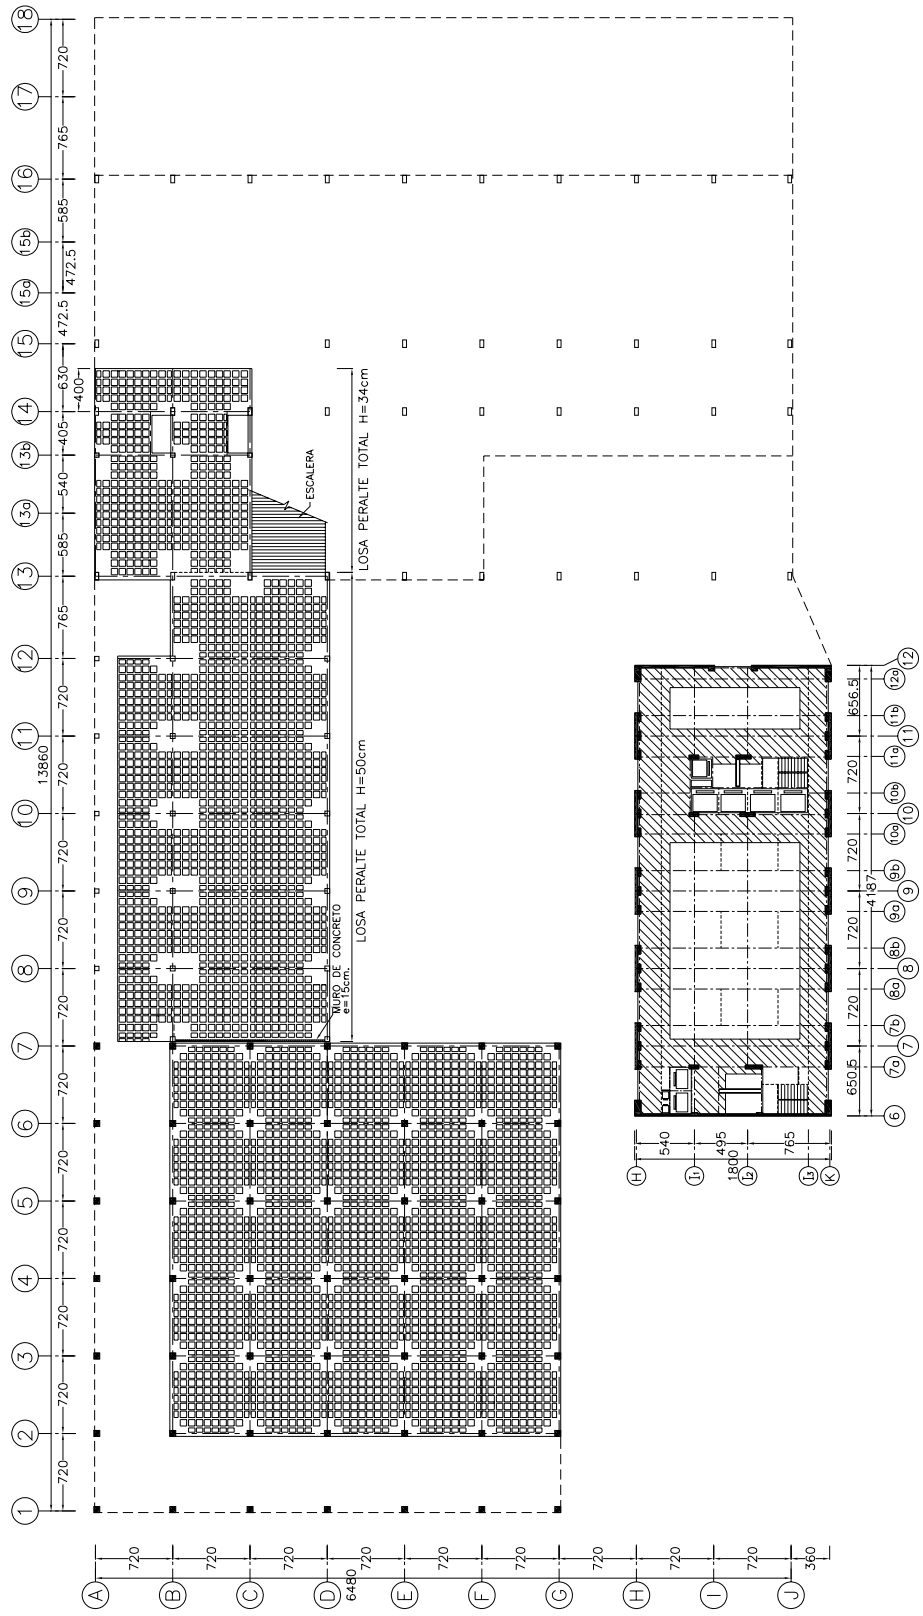 18
17
16
15b
15a
15
14
13b
13a
13
12
11
10
9
8
7
6
5
4
3
2
1
720
765
585
472.5
472.5
630
400
405
540
585
765
720
720
720
720
720
720
720
720
720
720
720
13860
LOSA PERALTE TOTAL H=34cm
ESCALERA
LOSA PERALTE TOTAL H=50cm
MURO DE CONCRETO
e=15cm.
A
B
C
D
E
F
G
H
I
J
720
720
720
720
720
720
720
720
720
360
6480
12
12a
11b
11
11a
10b
10
10a
9b
9
9a
8b
8
8a
7b
7
7a
6
656.5
720
720
720
720
650.5
4187
H
I1
I2
I3
K
540
495
765
1800